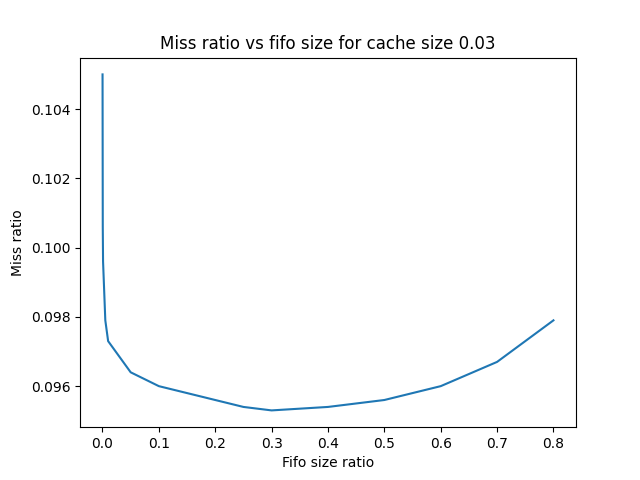 Miss ratio vs fifo size for cache size 0.03
0.104
0.102
0.100
0.098
0.096
Miss ratio
0.0 0.1 0.2 0.3 0.4 0.5 0.6 0.7 0.8
Fifo size ratio